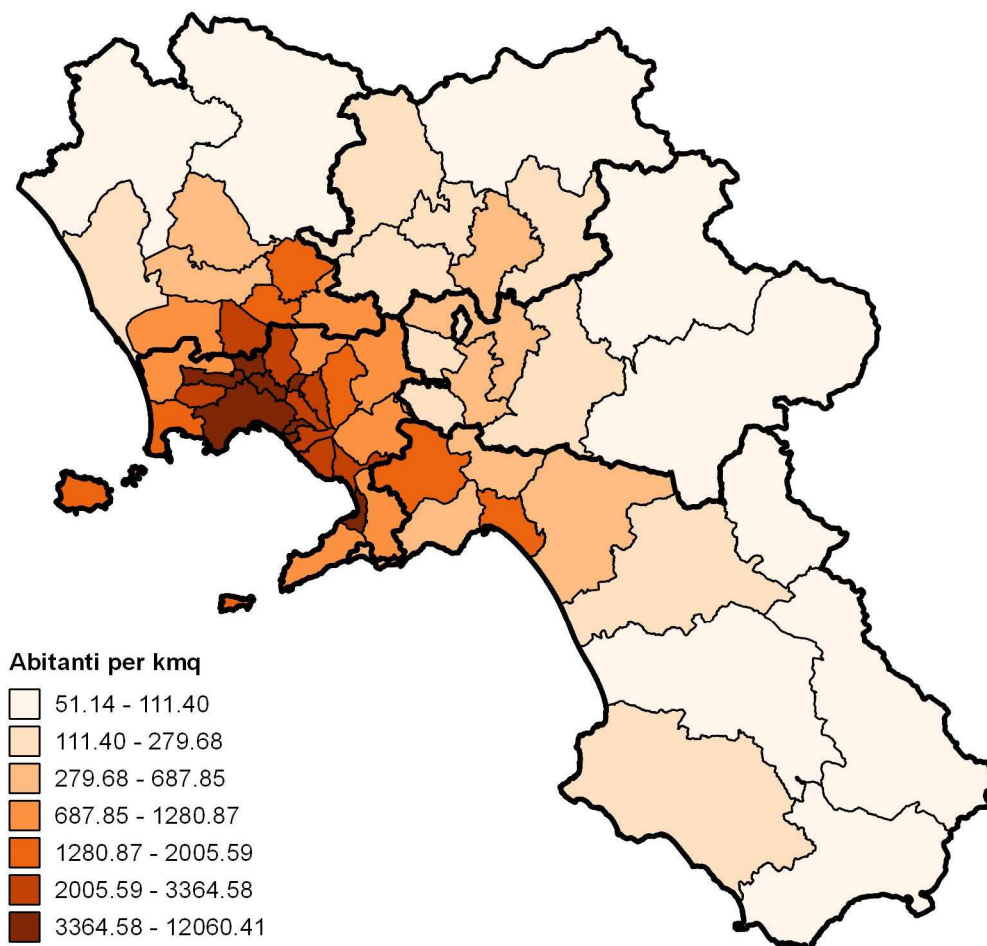 Abitanti per kmq
51.14 - 111.40
111.40 - 279.68
279.68 - 687.85
687.85 - 1280.87
1280.87 - 2005.59
2005.59 - 3364.58
3364.58 - 12060.41